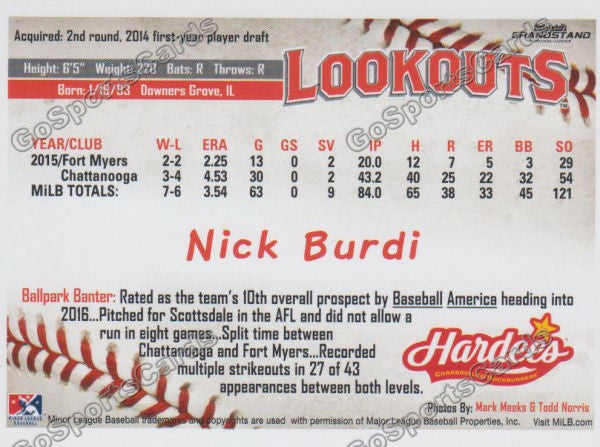 Acquired: 2nd round, 2014 first-year player draft
GRANDSTAND
Height: 6'5" Weight: 220 Bats: R Throws: R
Born: 1/19/93 Downers Grove, IL
LOOKOUTS
YEAR/CLUB W-L ERA G GS SV IP H R ER BB SO
2015/Fort Myers 2-2 2.25 13 0 2 20.0 12 7 5 3 29
Chattanooga 3-4 4.53 30 0 2 43.2 40 25 22 32 54
MiLB TOTALS: 7-6 3.54 63 0 9 84.0 65 38 33 45 121
Nick Burdi
Ballpark Banter: Rated as the team's 10th overall prospect by Baseball America heading into
2016...Pitched for Scottsdale in the AFL and did not allow a
run in eight games...Split time between
Chattanooga and Fort Myers...Recorded
multiple strikeouts in 27 of 43
appearances between both levels.
Hardee's
Photos By: Mark Meeks & Todd Norris
MINOR LEAGUE
BASEBALL
Minor League Baseball trademarks and copyrights are used with permission of Major League Baseball Properties, Inc. Visit MiLB.com
GoSportsCards